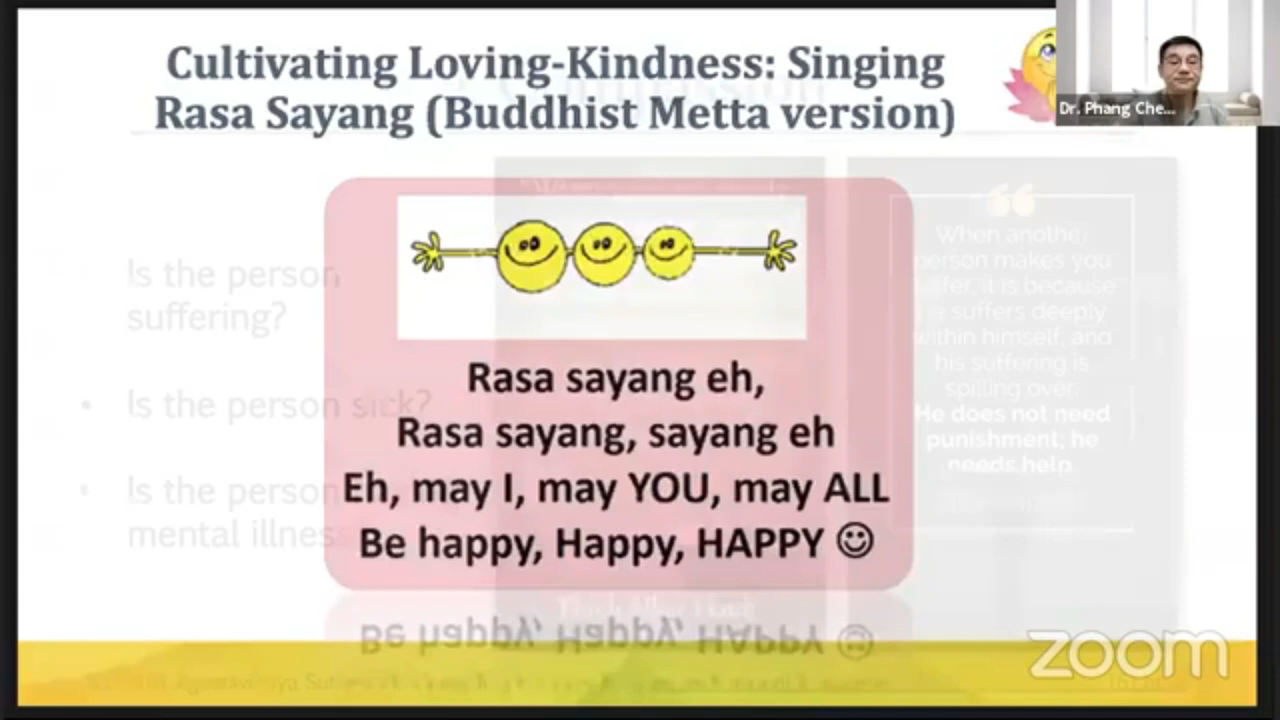 Cultivating Loving-Kindness: Singing
Rasa Sayang (Buddhist Metta version)
Dr. Phang Che...
Rasa sayang eh,
Rasa sayang, sayang eh
Eh, may I, may YOU, may ALL
Be happy, Happy, HAPPY ☺
Is the person
suffering?
• Is the person sick?
• Is the person
mental illness
When another
person makes you
suffer, it is because
he suffers deeply
within himself, and
his suffering is
spilling over.
He does not need
punishment; he
needs help.
zoom